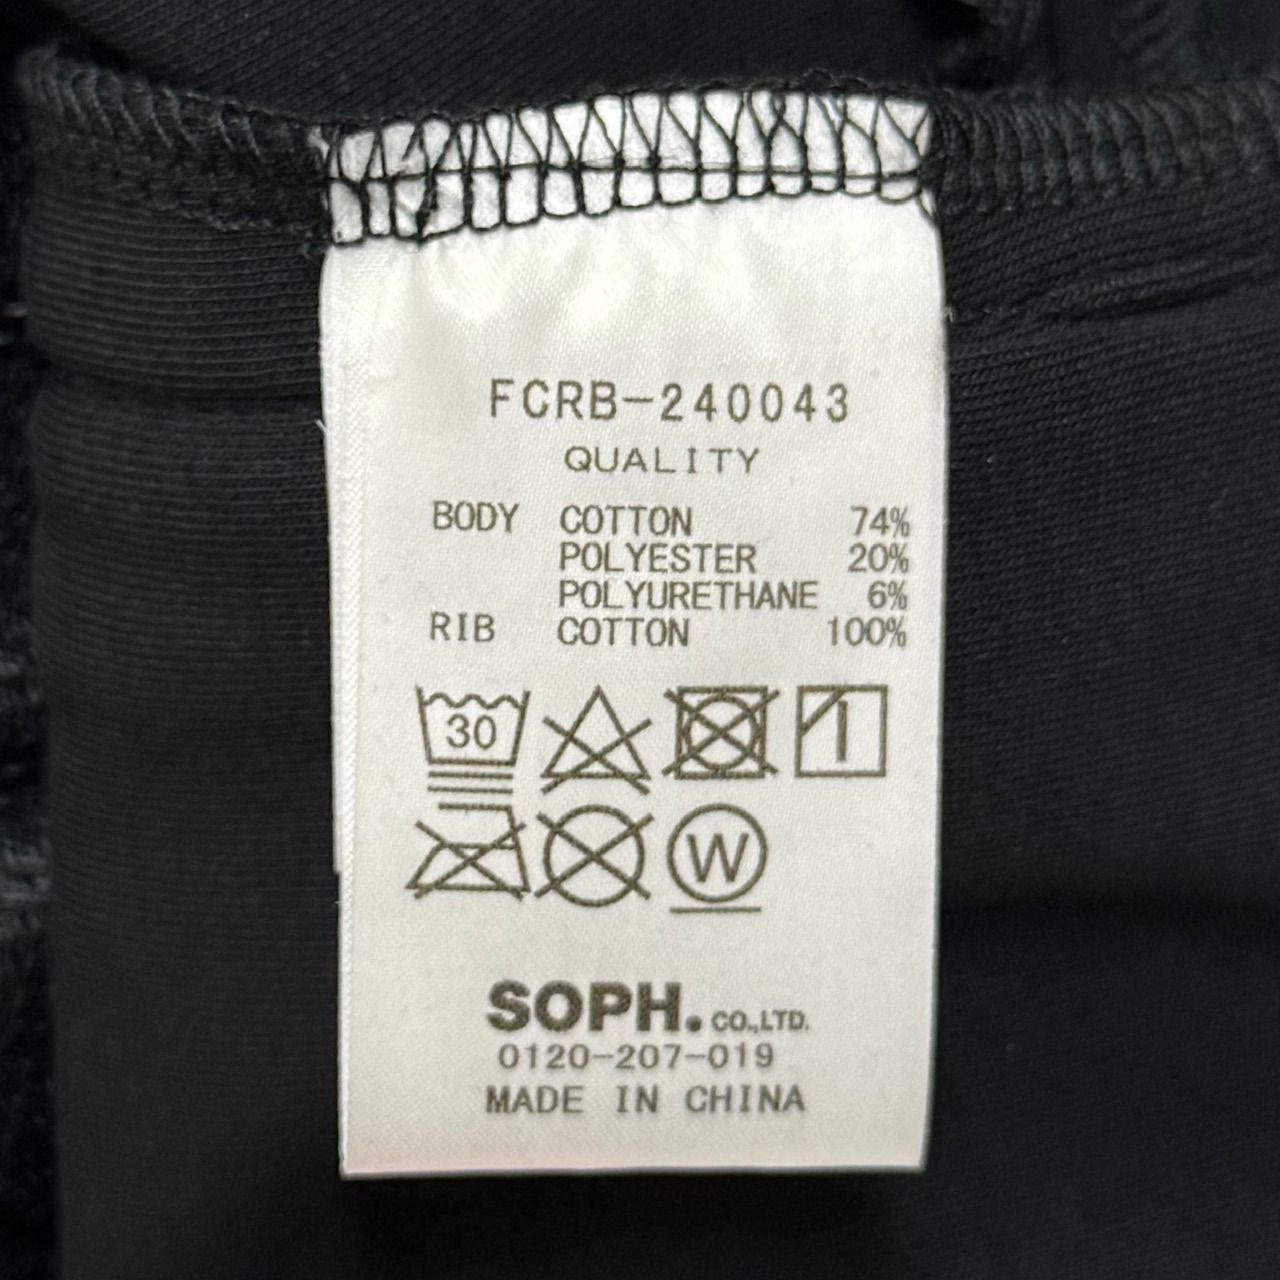 FCRB-240043
QUALITY
BODY COTTON 74%
POLYESTER 20%
POLYURETHANE 6%
RIB COTTON 100%
30
W
SOPH. CO.,LTD.
0120-207-019
MADE IN CHINA